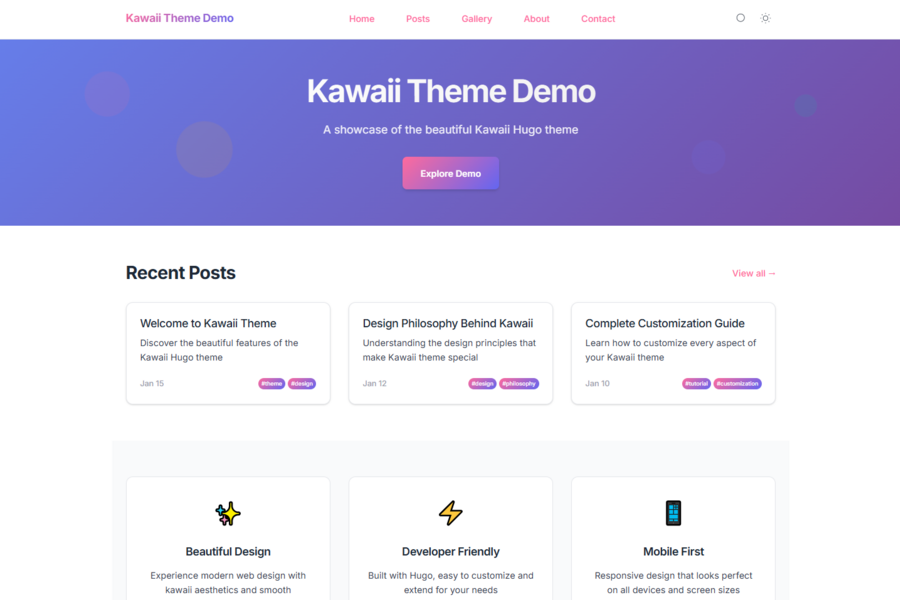 Kawaii Theme Demo
Home Posts Gallery About Contact
Kawaii Theme Demo
A showcase of the beautiful Kawaii Hugo theme
Explore Demo
Recent Posts
View all →
Welcome to Kawaii Theme
Discover the beautiful features of the
Kawaii Hugo theme
Jan 15 #theme #design
Design Philosophy Behind Kawaii
Understanding the design principles that
make Kawaii theme special
Jan 12 #design #philosophy
Complete Customization Guide
Learn how to customize every aspect of
your Kawaii theme
Jan 10 #tutorial #customization
Beautiful Design
Experience modern web design with
kawaii aesthetics and smooth
Developer Friendly
Built with Hugo, easy to customize and
extend for your needs
Mobile First
Responsive design that looks perfect
on all devices and screen sizes